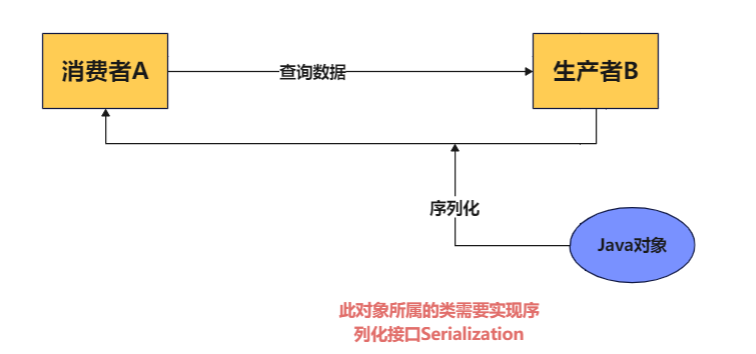 消费者A
查询数据
生产者B
序列化
Java对象
此对象所属的类需要实现序
列化接口Serialization